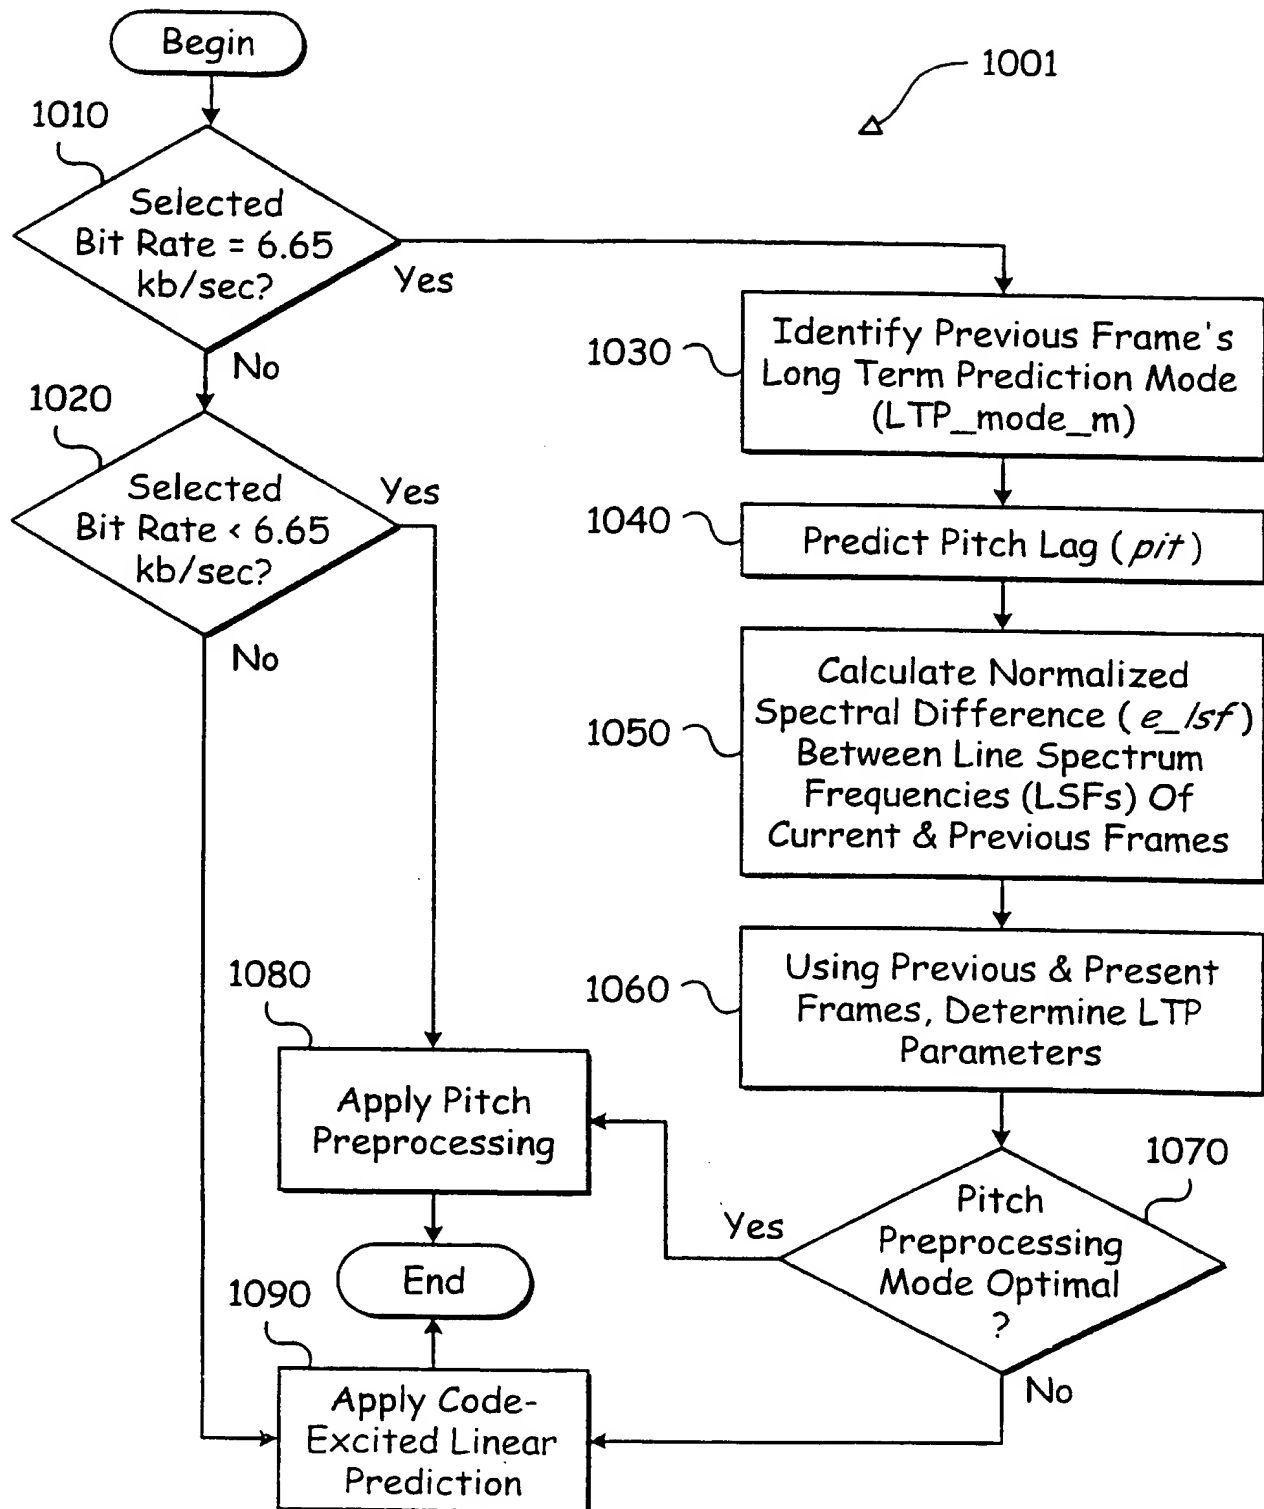 Begin
1001
1010
Selected
Bit Rate = 6.65
kb/sec?
Yes
No
1020
Selected
Bit Rate < 6.65
kb/sec?
Yes
No
1030
Identify Previous Frame's
Long Term Prediction Mode
(LTP_mode_m)
1040
Predict Pitch Lag (pit)
1050
Calculate Normalized
Spectral Difference (e_lsf)
Between Line Spectrum
Frequencies (LSFs) Of
Current & Previous Frames
1060
Using Previous & Present
Frames, Determine LTP
Parameters
1070
Pitch
Preprocessing
Mode Optimal
?
Yes
No
1080
Apply Pitch
Preprocessing
End
1090
Apply Code-
Excited Linear
Prediction